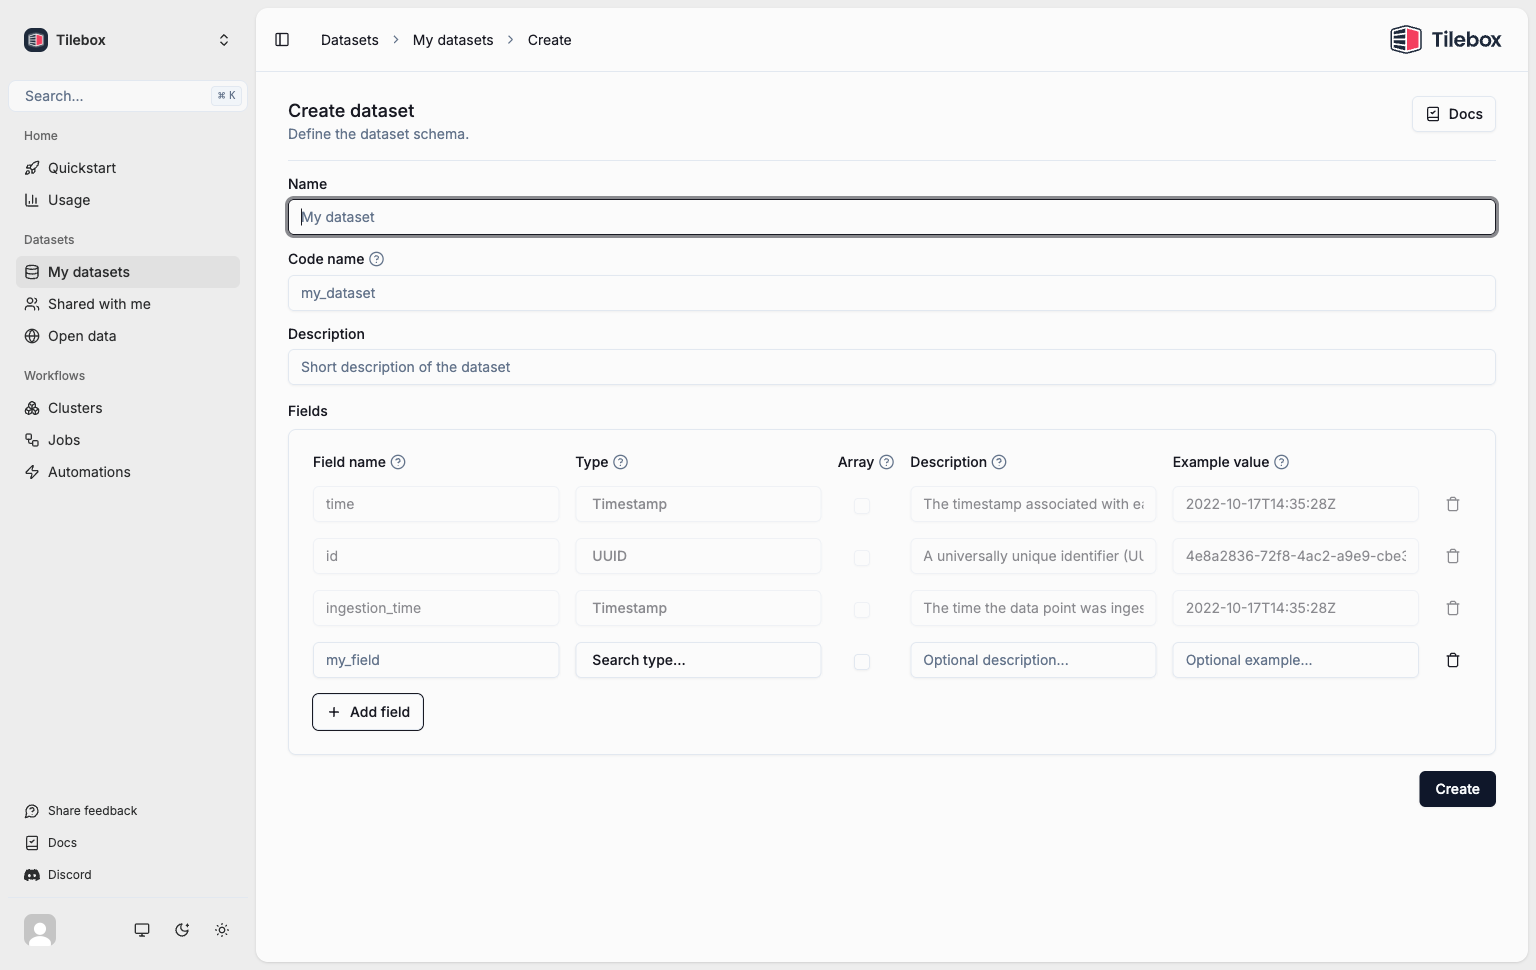 Tilebox
Search...
⌘ K
Home
Quickstart
Usage
Datasets
My datasets
Shared with me
Open data
Workflows
Clusters
Jobs
Automations
Share feedback
Docs
Discord
Datasets > My datasets > Create
Tilebox
Create dataset
Define the dataset schema.
Docs
Name
My dataset
Code name
my_dataset
Description
Short description of the dataset
Fields
Field name Type Array Description Example value
time Timestamp The timestamp associated with ea 2022-10-17T14:35:28Z
id UUID A universally unique identifier (UU 4e8a2836-72f8-4ac2-a9e9-cbe3
ingestion_time Timestamp The time the data point was inges 2022-10-17T14:35:28Z
my_field Search type... Optional description... Optional example...
Add field
Create